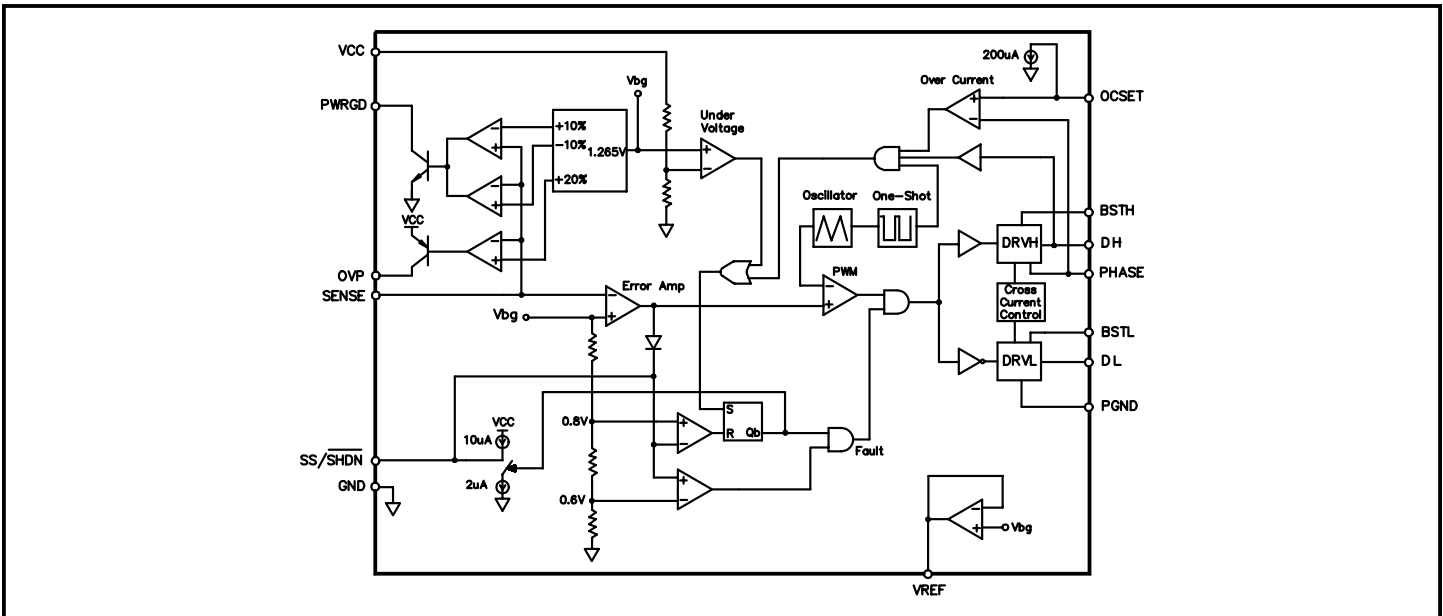 VCC
PWRGD
OVP
SENSE
SS/SHDN
GND
VCC
+10%
-10%
+20%
1.265V
Vbg
Under
Voltage
-
+
-
+
-
+
+
-
200uA
Over Current
+
-
Oscillator
One-Shot
PWM
-
+
Error Amp
-
+
Vbg
0.8V
0.6V
VCC
10uA
2uA
+
-
+
-
S
R
Qb
Fault
DRVH
Cross
Current
Control
DRVL
OCSET
BSTH
DH
PHASE
BSTL
DL
PGND
-
+
Vbg
VREF